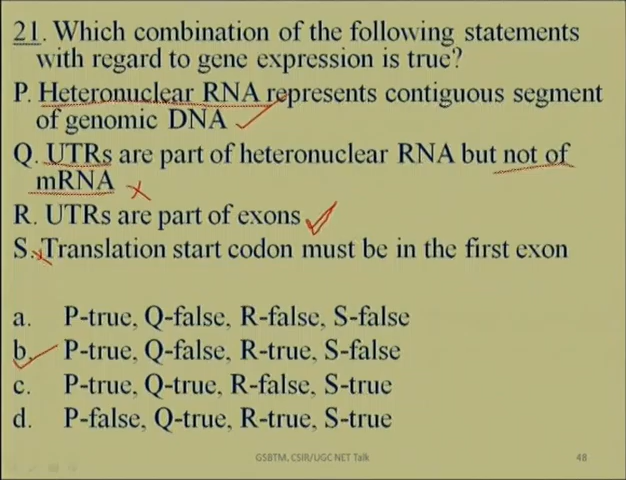 21. Which combination of the following statements
with regard to gene expression is true?
P. Heteronuclear RNA represents contiguous segment
of genomic DNA
Q. UTRs are part of heteronuclear RNA but not of
mRNA
R. UTRs are part of exons
S. Translation start codon must be in the first exon
a. P-true, Q-false, R-false, S-false
b. P-true, Q-false, R-true, S-false
c. P-true, Q-true, R-false, S-true
d. P-false, Q-true, R-true, S-true
GSBTM, CSIR/UGC NET Talk 48